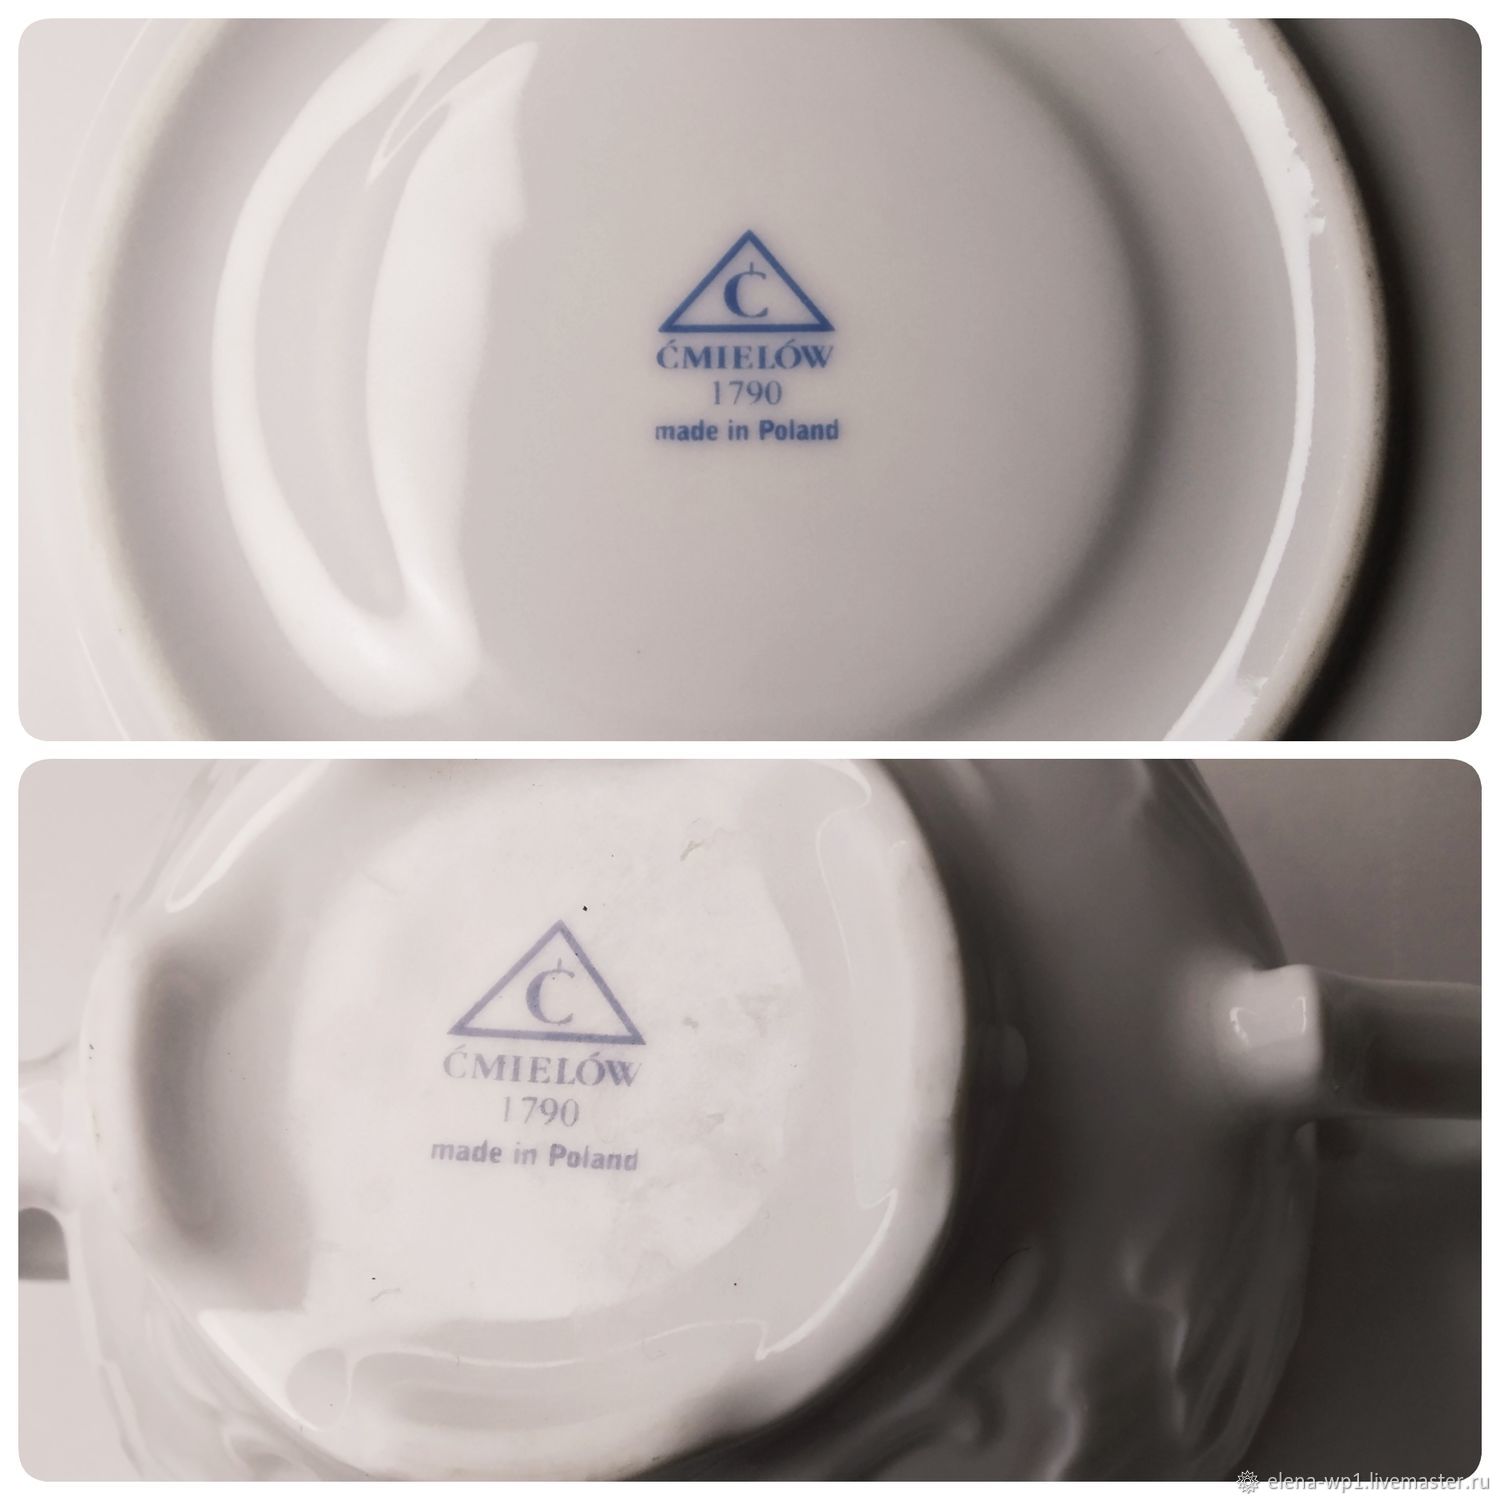 Ć
ĆMIELÓW
1790
made in Poland
Ć
ĆMIELÓW
1790
made in Poland
elena-wp1.livemaster.ru